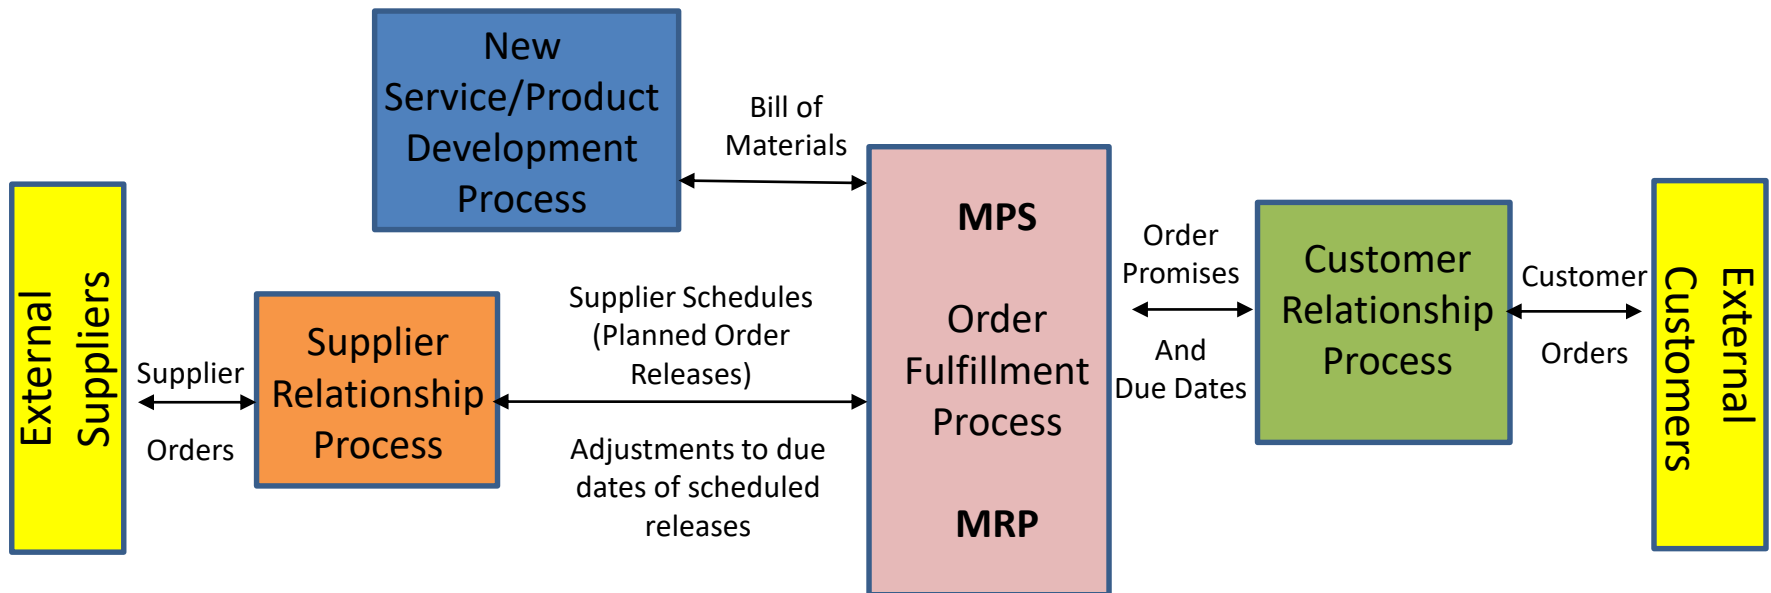 New
Service/Product
Development
Process
Bill of
Materials
External
Suppliers
Supplier
Orders
Supplier
Relationship
Process
Supplier Schedules
(Planned Order
Releases)
Adjustments to due
dates of scheduled
releases
MPS
Order
Fulfillment
Process
MRP
Order
Promises
And
Due Dates
Customer
Relationship
Process
Customer
Orders
External
Customers